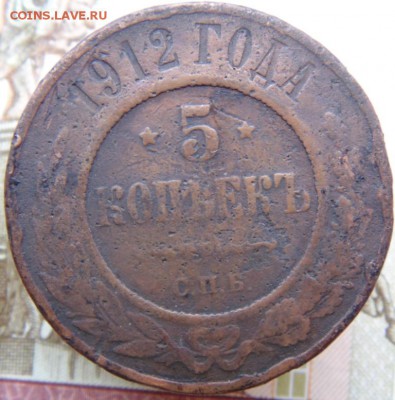 COINS.LAVE.RU
1912 ГОДА
5
КОПѢЕКЪ
С.П.Б.